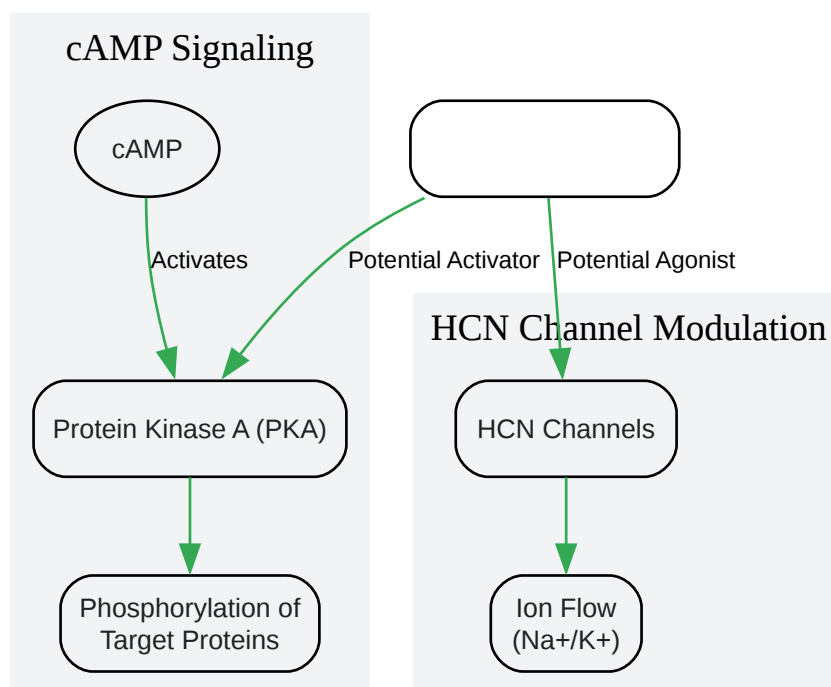 cAMP Signaling
cAMP
Activates
Potential Activator
Potential Agonist
HCN Channel Modulation
Protein Kinase A (PKA)
HCN Channels
Phosphorylation of
Target Proteins
Ion Flow
(Na+/K+)